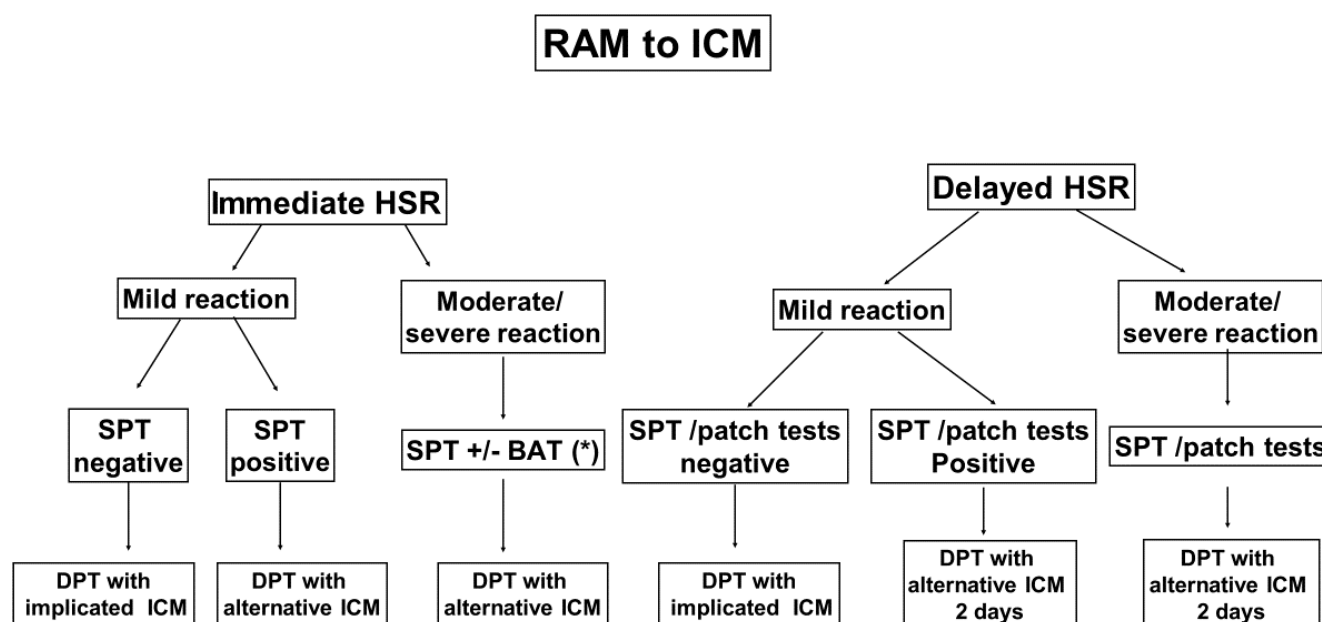 RAM to ICM
Immediate HSR
Delayed HSR
Mild reaction
Moderate/
severe reaction
Mild reaction
Moderate/
severe reaction
SPT
negative
SPT
positive
SPT +/- BAT (*)
SPT /patch tests
negative
SPT /patch tests
Positive
SPT /patch tests
DPT with
implicated ICM
DPT with
alternative ICM
DPT with
alternative ICM
DPT with
implicated ICM
DPT with
alternative ICM
2 days
DPT with
alternative ICM
2 days